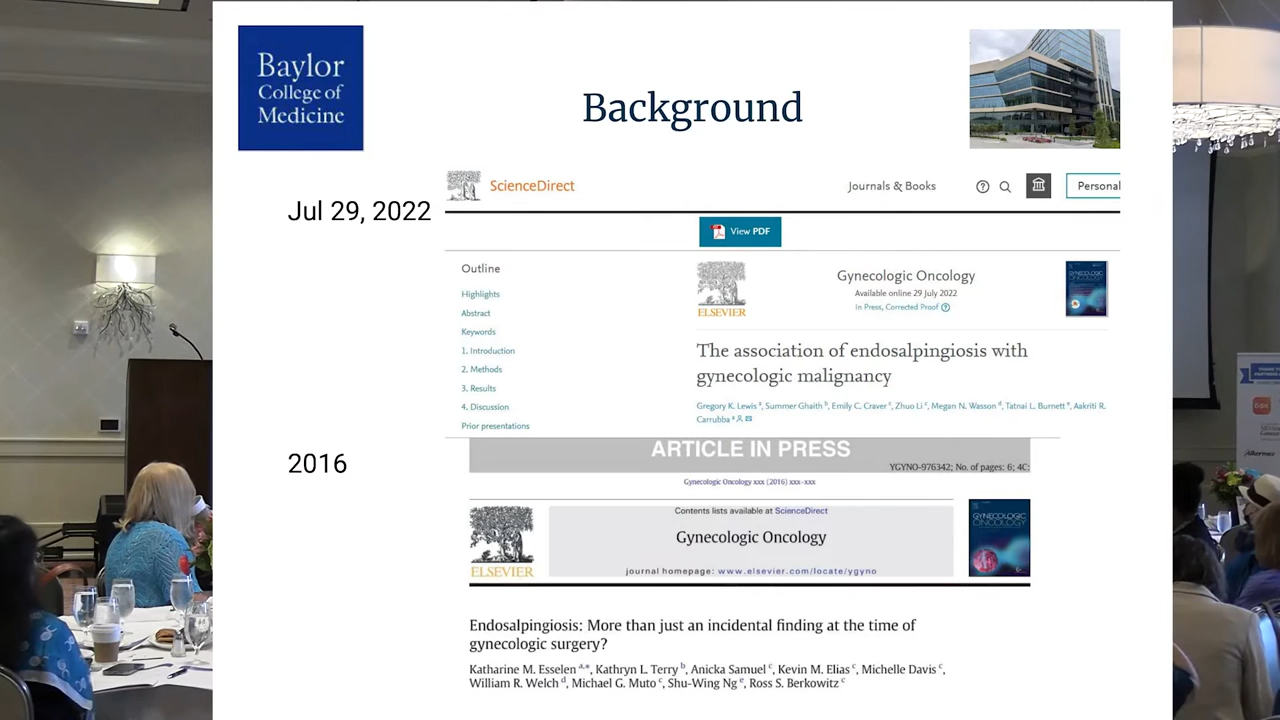 Baylor
College of
Medicine
Background
Jul 29, 2022
ScienceDirect
Journals & Books
Personal
View PDF
Outline
Highlights
Abstract
Keywords
1. Introduction
2. Methods
3. Results
4. Discussion
Prior presentations
ELSEVIER
Gynecologic Oncology
Available online 29 July 2022
In Press, Corrected Proof
The association of endosalpingiosis with
gynecologic malignancy
Gregory K. Lewis a, Summer Ghaith b, Emily C. Craver c, Zhuo Li c, Megan N. Wasson d, Tatnai L. Burnett e, Aakriti R.
Carrubba a
2016
ARTICLE IN PRESS
YGYNO-976342; No. of pages: 6; 4C:
Gynecologic Oncology xxx (2016) xxx–xxx
Contents lists available at ScienceDirect
Gynecologic Oncology
journal homepage: www.elsevier.com/locate/ygyno
ELSEVIER
GYNECOLOGIC
ONCOLOGY
Endosalpingiosis: More than just an incidental finding at the time of
gynecologic surgery?
Katharine M. Esselen a,*, Kathryn L. Terry b, Anicka Samuel c, Kevin M. Elias c, Michelle Davis c,
William R. Welch d, Michael G. Muto c, Shu-Wing Ng e, Ross S. Berkowitz c